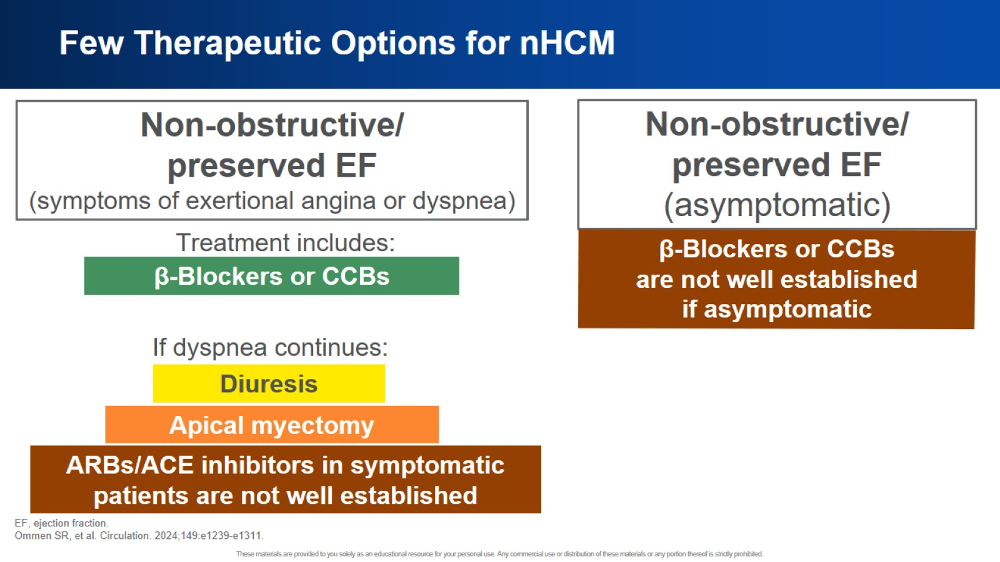 Few Therapeutic Options for nHCM
Non-obstructive/
preserved EF
(symptoms of exertional angina or dyspnea)
Treatment includes:
β-Blockers or CCBs
If dyspnea continues:
Diuresis
Apical myectomy
ARBs/ACE inhibitors in symptomatic
patients are not well established
Non-obstructive/
preserved EF
(asymptomatic)
β-Blockers or CCBs
are not well established
if asymptomatic
EF, ejection fraction.
Ommen SR, et al. Circulation. 2024;149:e1239-e1311.
These materials are provided to you solely as an educational resource for your personal use. Any commercial use or distribution of these materials or any portion thereof is strictly prohibited.